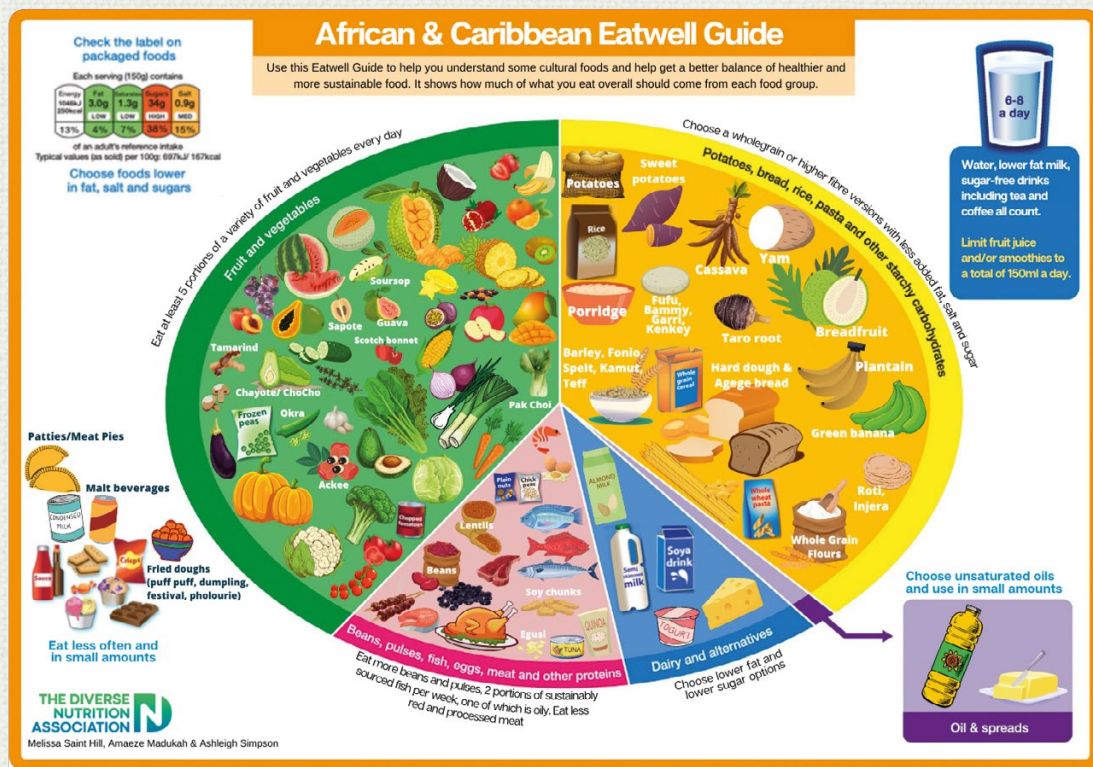 African & Caribbean Eatwell Guide
Use this Eatwell Guide to help you understand some cultural foods and help get a better balance of healthier and
more sustainable food. It shows how much of what you eat overall should come from each food group.
Check the label on
packaged foods
Each serving (150g) contains
Energy
1046kJ
250kcal
13%
Fat
3.0g
LOW
4%
Saturates
1.3g
LOW
7%
Sugars
34g
HIGH
38%
Salt
0.9g
MED
15%
of an adult's reference intake
Typical values (as sold) per 100g: 697kJ/ 167kcal
Choose foods lower
in fat, salt and sugars
6-8
a day
Water, lower fat milk,
sugar-free drinks
including tea and
coffee all count.
Limit fruit juice
and/or smoothies to
a total of 150ml a day.
Eat at least 5 portions of a variety of fruit and vegetables every day
Fruit and vegetables
Soursop
Sapote
Guava
Scotch bonnet
Tamarind
Chayote/ ChoCho
Pak Choi
Okra
Frozen
peas
Ackee
Chopped
tomatoes
Choose a wholegrain or higher fibre versions with less added fat, salt and sugar
Potatoes, bread, rice, pasta and other starchy carbohydrates
Potatoes
Sweet
potatoes
Rice
Cassava
Yam
Porridge
Fufu,
Bammy,
Garri,
Kenkey
Taro root
Breadfruit
Barley, Fonio,
Spelt, Kamut,
Teff
Whole
grain
cereal
Hard dough &
Agege bread
Plantain
Green banana
Roti,
Injera
Whole
wheat
pasta
Whole Grain
Flours
Plain
nuts
Chick
peas
Lentils
Beans
Soy chunks
Egusi
TUNA
QUINOA
Beans, pulses, fish, eggs, meat and other proteins
Eat more beans and pulses, 2 portions of sustainably
sourced fish per week, one of which is oily. Eat less
red and processed meat
ALMOND
MILK
Semi
skimmed
milk
Soya
drink
YOGURT
Dairy and alternatives
Choose lower fat and
lower sugar options
Patties/Meat Pies
Malt beverages
CONDENSED
MILK
Sauce
Crisps
Fried doughs
(puff puff, dumpling,
festival, pholourie)
Eat less often and
in small amounts
Choose unsaturated oils
and use in small amounts
Oil & spreads
THE DIVERSE
NUTRITION
ASSOCIATION
Melissa Saint Hill, Amaeze Madukah & Ashleigh Simpson